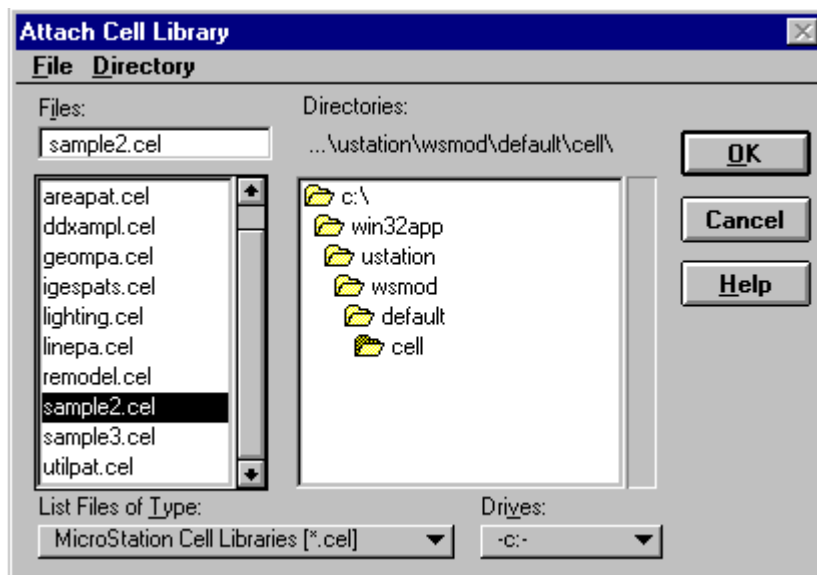 Attach Cell Library
File Directory
Files:
sample2.cel
areapat.cel
ddxampl.cel
geompa.cel
igespats.cel
lighting.cel
linepa.cel
remodel.cel
sample2.cel
sample3.cel
utilpat.cel
List Files of Type:
MicroStation Cell Libraries [*.cel]
Directories:
...\ustation\wsmod\default\cell\
c:\
win32app
ustation
wsmod
default
cell
Drives:
-c:-
OK
Cancel
Help